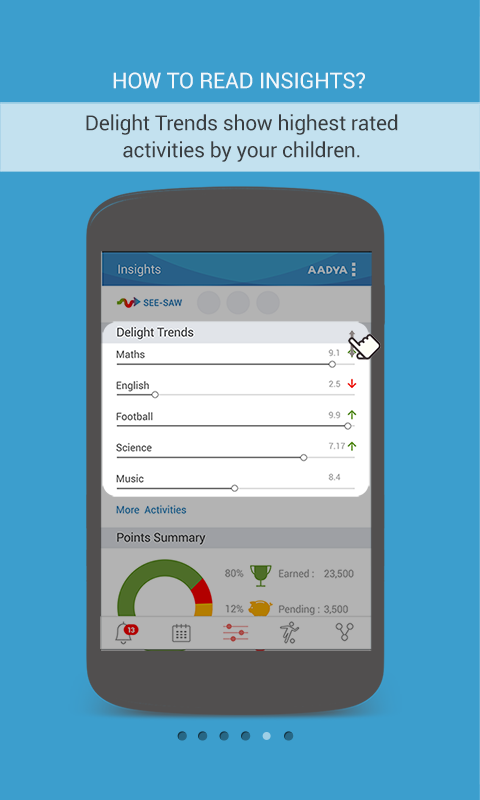 HOW TO READ INSIGHTS?
Delight Trends show highest rated
activities by your children.
Insights AADYA
SEE-SAW
Delight Trends
Maths 9.1
English 2.5
Football 9.9
Science 7.17
Music 8.4
More Activities
Points Summary
80% Earned : 23,500
12% Pending : 3,500
13